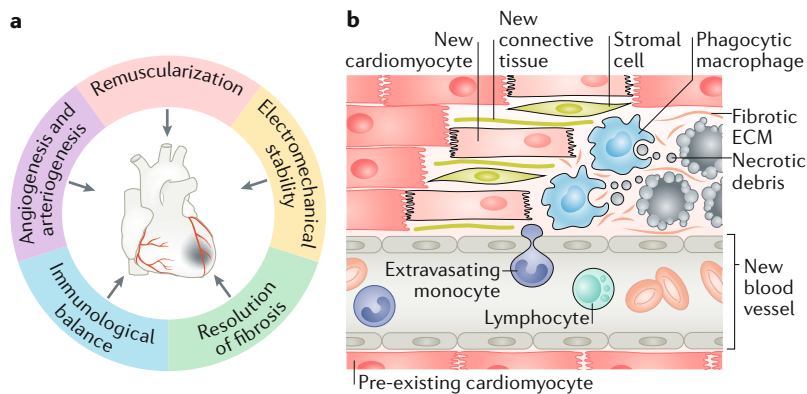 a
Remuscularization
Electromechanical
stability
Resolution
of fibrosis
Immunological
balance
Angiogenesis and
arteriogenesis
b
New
cardiomyocyte
New
connective
tissue
Stromal
cell
Phagocytic
macrophage
Fibrotic
ECM
Necrotic
debris
Extravasating
monocyte
Lymphocyte
New
blood
vessel
Pre-existing cardiomyocyte